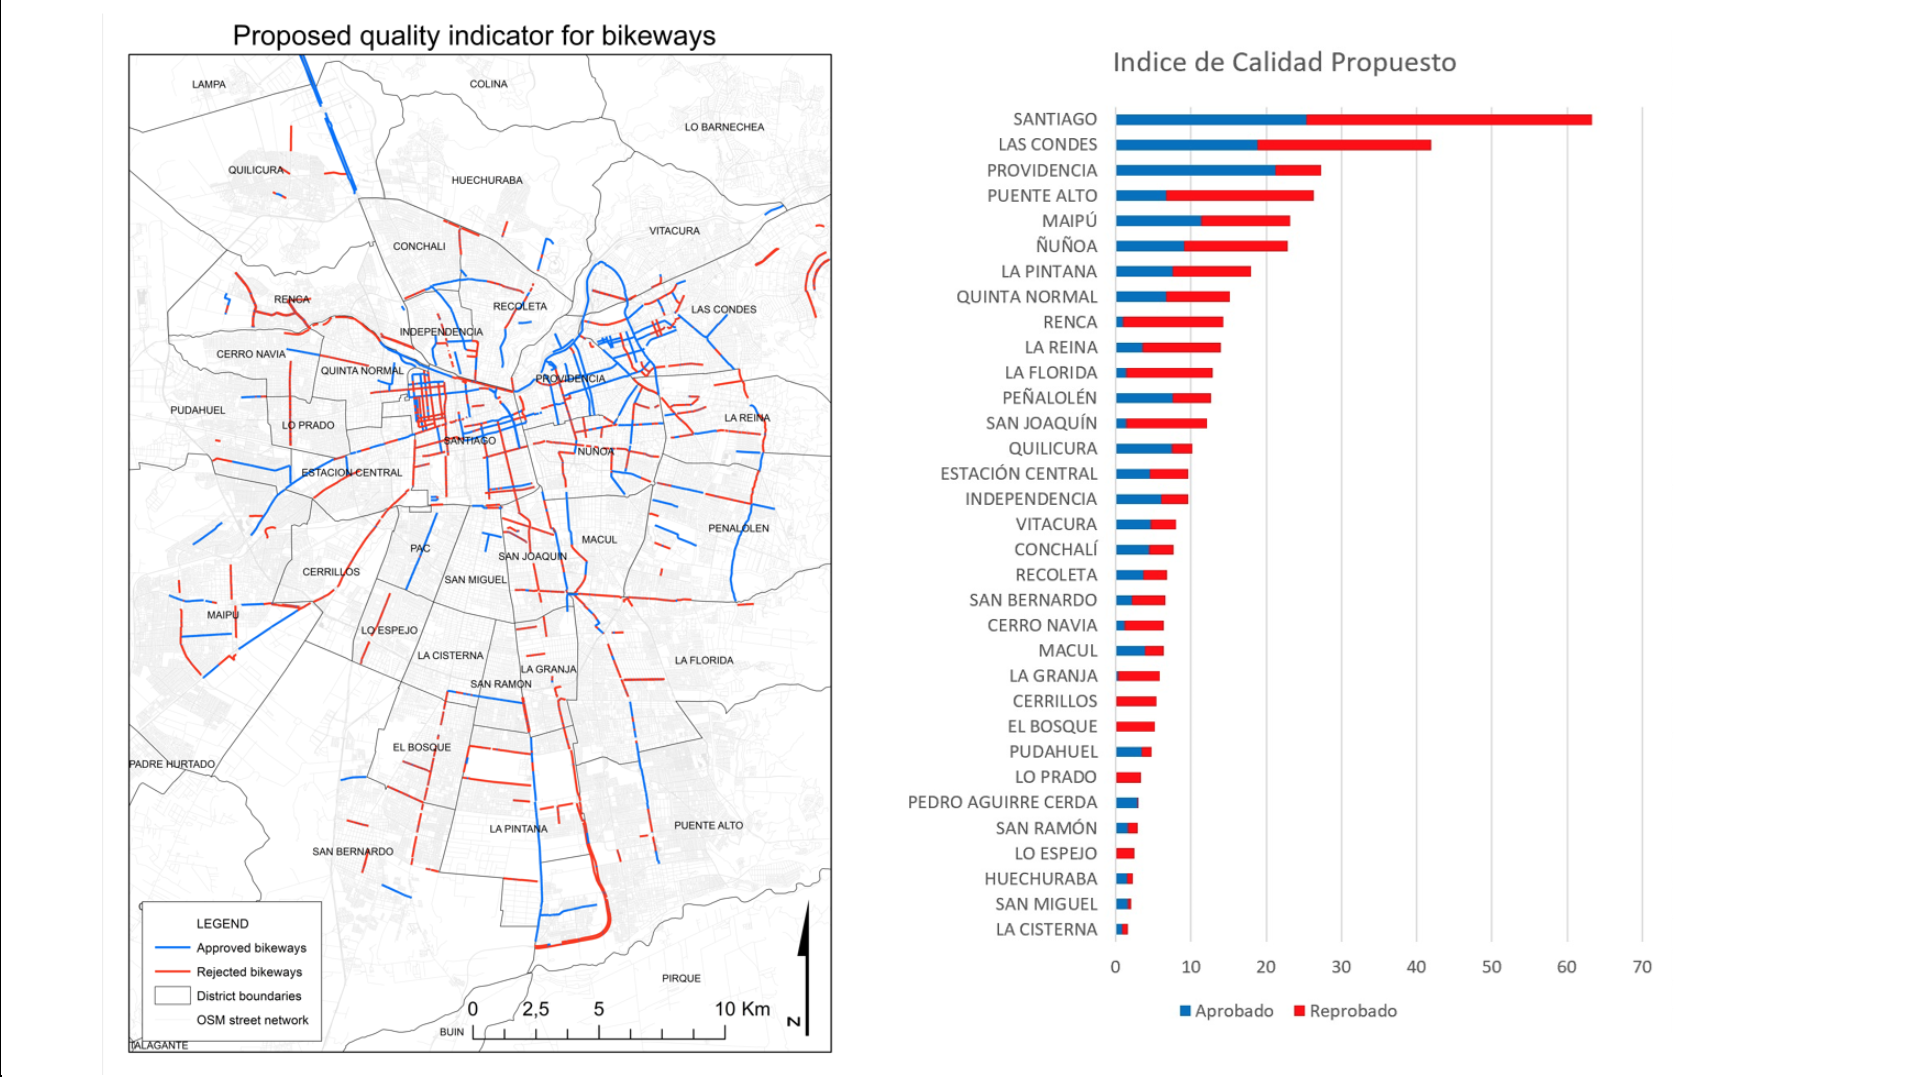 Proposed quality indicator for bikeways
LAMPA
COLINA
LO BARNECHEA
QUILICURA
HUECHURABA
VITACURA
CONCHALI
RENCA
RECOLETA
LAS CONDES
INDEPENDENCIA
CERRO NAVIA
QUINTA NORMAL
PROVIDENCIA
PUDAHUEL
LO PRADO
LA REINA
SANTIAGO
ÑUÑOA
ESTACION CENTRAL
PEÑALOLEN
MACUL
PAC
SAN JOAQUIN
CERRILLOS
SAN MIGUEL
MAIPU
LO ESPEJO
LA CISTERNA
LA FLORIDA
LA GRANJA
SAN RAMON
EL BOSQUE
PADRE HURTADO
PUENTE ALTO
LA PINTANA
SAN BERNARDO
PIRQUE
BUIN
TALAGANTE
LEGEND
Approved bikeways
Rejected bikeways
District boundaries
OSM street network
0 2,5 5 10 Km
N
Indice de Calidad Propuesto
SANTIAGO
LAS CONDES
PROVIDENCIA
PUENTE ALTO
MAIPÚ
ÑUÑOA
LA PINTANA
QUINTA NORMAL
RENCA
LA REINA
LA FLORIDA
PEÑALOLÉN
SAN JOAQUÍN
QUILICURA
ESTACIÓN CENTRAL
INDEPENDENCIA
VITACURA
CONCHALÍ
RECOLETA
SAN BERNARDO
CERRO NAVIA
MACUL
LA GRANJA
CERRILLOS
EL BOSQUE
PUDAHUEL
LO PRADO
PEDRO AGUIRRE CERDA
SAN RAMÓN
LO ESPEJO
HUECHURABA
SAN MIGUEL
LA CISTERNA
0 10 20 30 40 50 60 70
Aprobado Reprobado